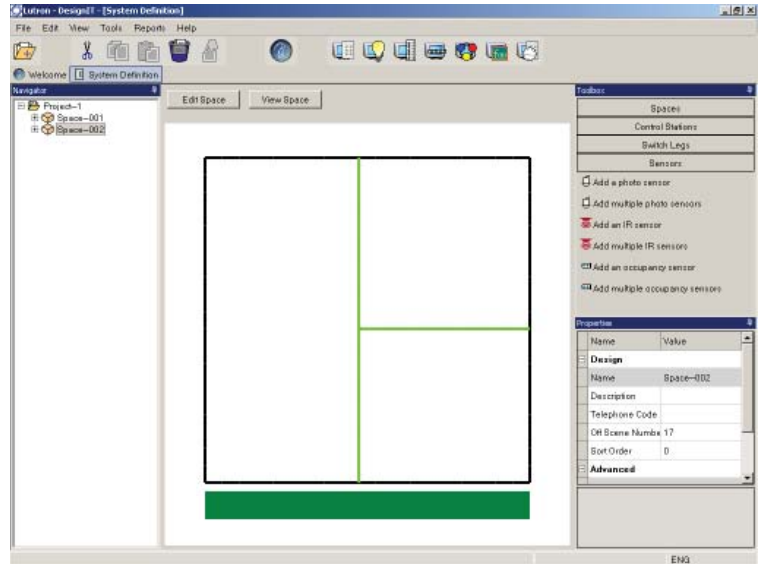 Lutron - DesignIT - [System Definition]
File Edit View Tools Reports Help
Welcome System Definition
Navigator
Project-1
Space-001
Space-002
Edit Space View Space
Toolbox
Spaces
Control Stations
Switch Legs
Sensors
Add a photo sensor
Add multiple photo sensors
Add an IR sensor
Add multiple IR sensors
Add an occupancy sensor
Add multiple occupancy sensors
Properties
Name Value
Design
Name Space-002
Description
Telephone Code
Off Scene Numbe 17
Sort Order 0
Advanced
ENG